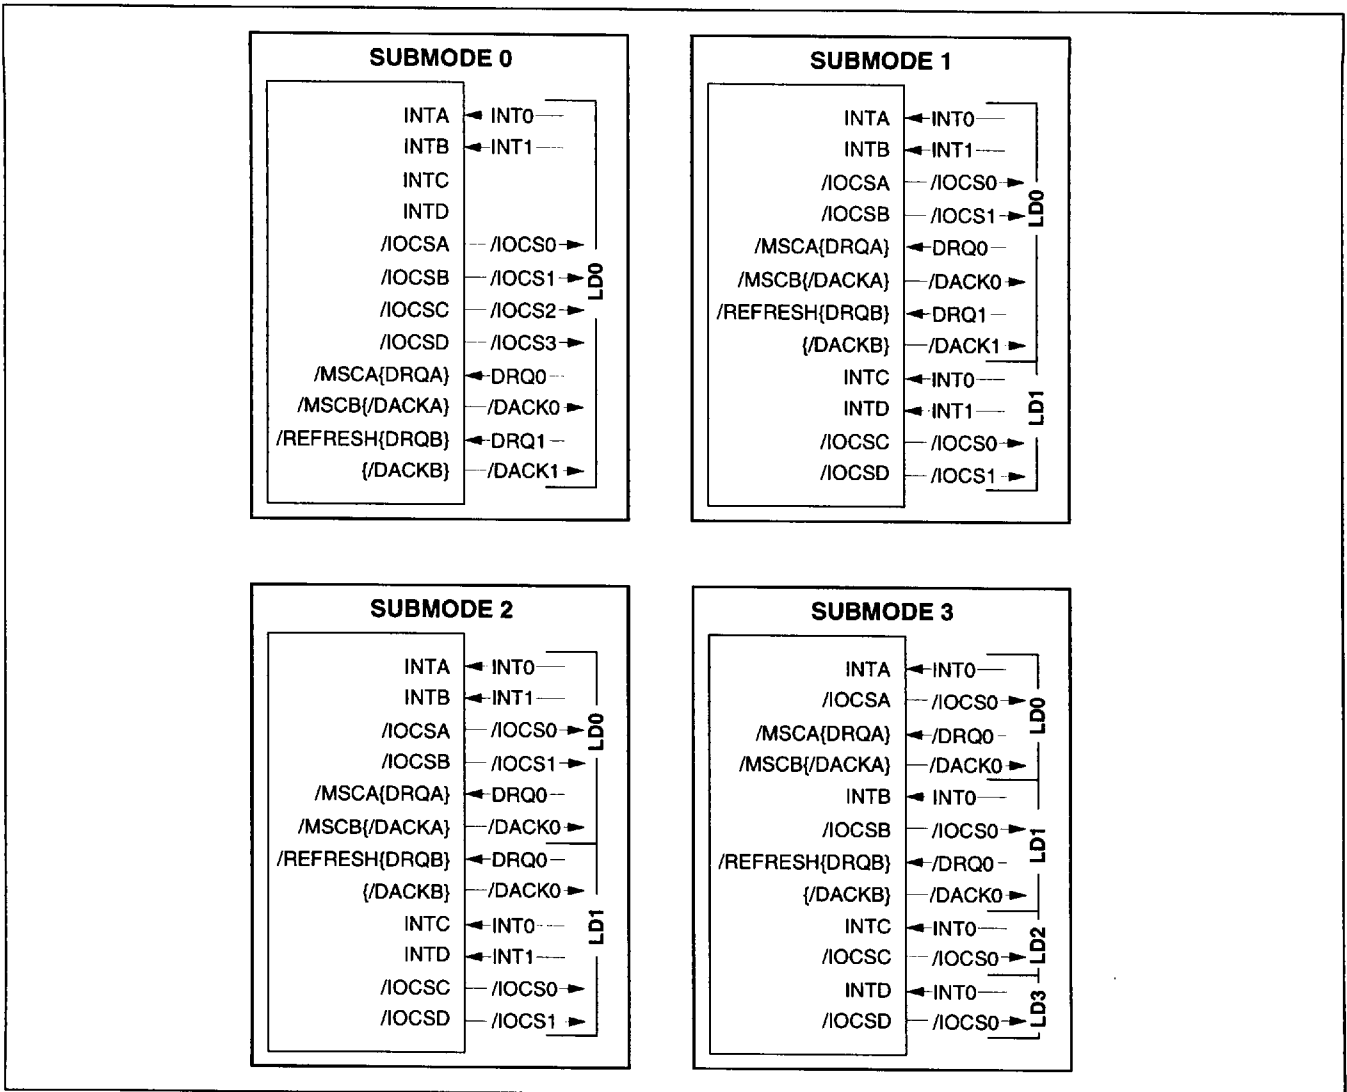 SUBMODE 0
INTA INT0
INTB INT1
INTC
INTD
/IOCSA /IOCS0
/IOCSB /IOCS1
/IOCSC /IOCS2
/IOCSD /IOCS3
/MSCA{DRQA} DRQ0
/MSCB{/DACKA} /DACK0
/REFRESH{DRQB} DRQ1
{/DACKB} /DACK1
LD0
SUBMODE 1
INTA INT0
INTB INT1
/IOCSA /IOCS0
/IOCSB /IOCS1
/MSCA{DRQA} DRQ0
/MSCB{/DACKA} /DACK0
/REFRESH{DRQB} DRQ1
{/DACKB} /DACK1
LD0
INTC INT0
INTD INT1
/IOCSC /IOCS0
/IOCSD /IOCS1
LD1
SUBMODE 2
INTA INT0
INTB INT1
/IOCSA /IOCS0
/IOCSB /IOCS1
/MSCA{DRQA} DRQ0
/MSCB{/DACKA} /DACK0
LD0
/REFRESH{DRQB} DRQ0
{/DACKB} /DACK0
INTC INT0
INTD INT1
/IOCSC /IOCS0
/IOCSD /IOCS1
LD1
SUBMODE 3
INTA INT0
/IOCSA /IOCS0
/MSCA{DRQA} /DRQ0
/MSCB{/DACKA} /DACK0
LD0
INTB INT0
/IOCSB /IOCS0
/REFRESH{DRQB} /DRQ0
{/DACKB} /DACK0
LD1
INTC INT0
/IOCSC /IOCS0
LD2
INTD INT0
/IOCSD /IOCS0
LD3